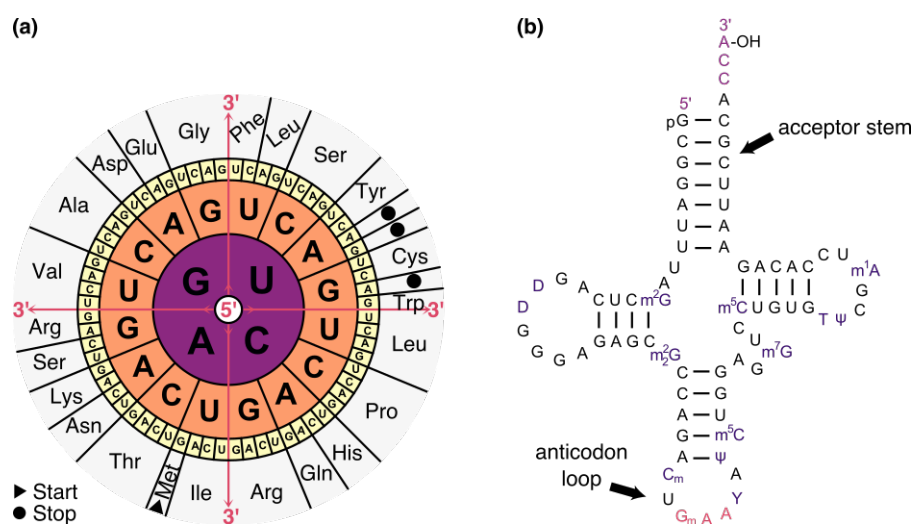 (a)
3'
Gly
Phe
Leu
Ser
Tyr
Cys
Trp
3'
Leu
Pro
His
Gln
Arg
3'
Ile
Met
Thr
Asn
Lys
Ser
Arg
3'
Val
Ala
Asp
Glu
U C A G U C A G U C A G U C A G U C A G U C A G U C A G U C A G U C A G U C A G U C A G U C A G U C A G U C A G U C A G U C A G
U C A G U C A G U C A G U C A G
G U
5'
A C
Start
Stop
(b)
3'
A-OH
C
C
A
5'
pG C
C G
G C
G U
A U
U A
U A
U
acceptor stem
D D G A C U C m²G
G G G A G A G C m²₂G
G A C A C C U m¹A
G
C
m⁵C U G U G T Ψ
C
U
m⁷G
G
A
C G
C G
A U
G m⁵C
A Ψ
Cm A
U Y
Gm A A
anticodon
loop